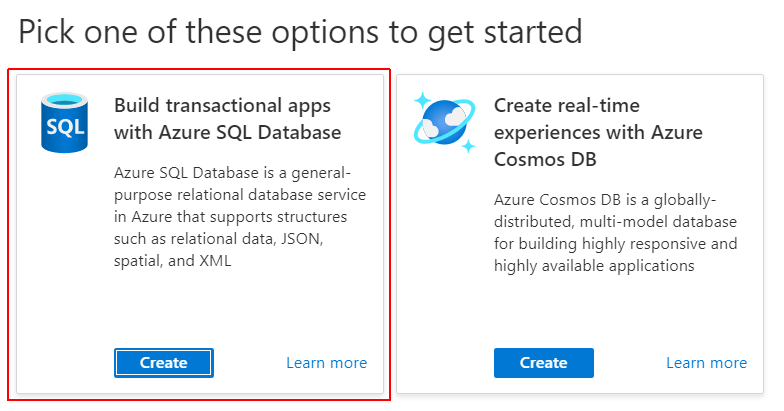 Pick one of these options to get started
SQL
Build transactional apps
with Azure SQL Database
Azure SQL Database is a general-
purpose relational database service
in Azure that supports structures
such as relational data, JSON,
spatial, and XML
Create
Learn more
Create real-time
experiences with Azure
Cosmos DB
Azure Cosmos DB is a globally-
distributed, multi-model database
for building highly responsive and
highly available applications
Create
Learn more